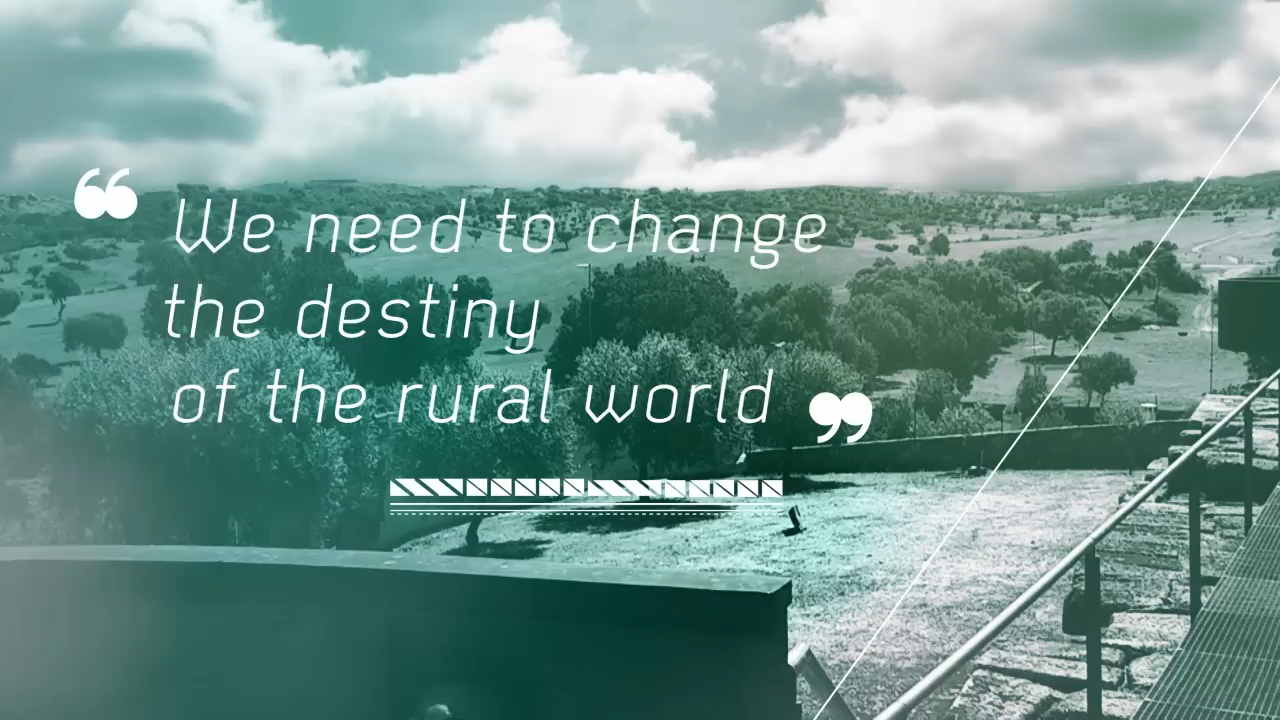 “ We need to change
the destiny
of the rural world ”